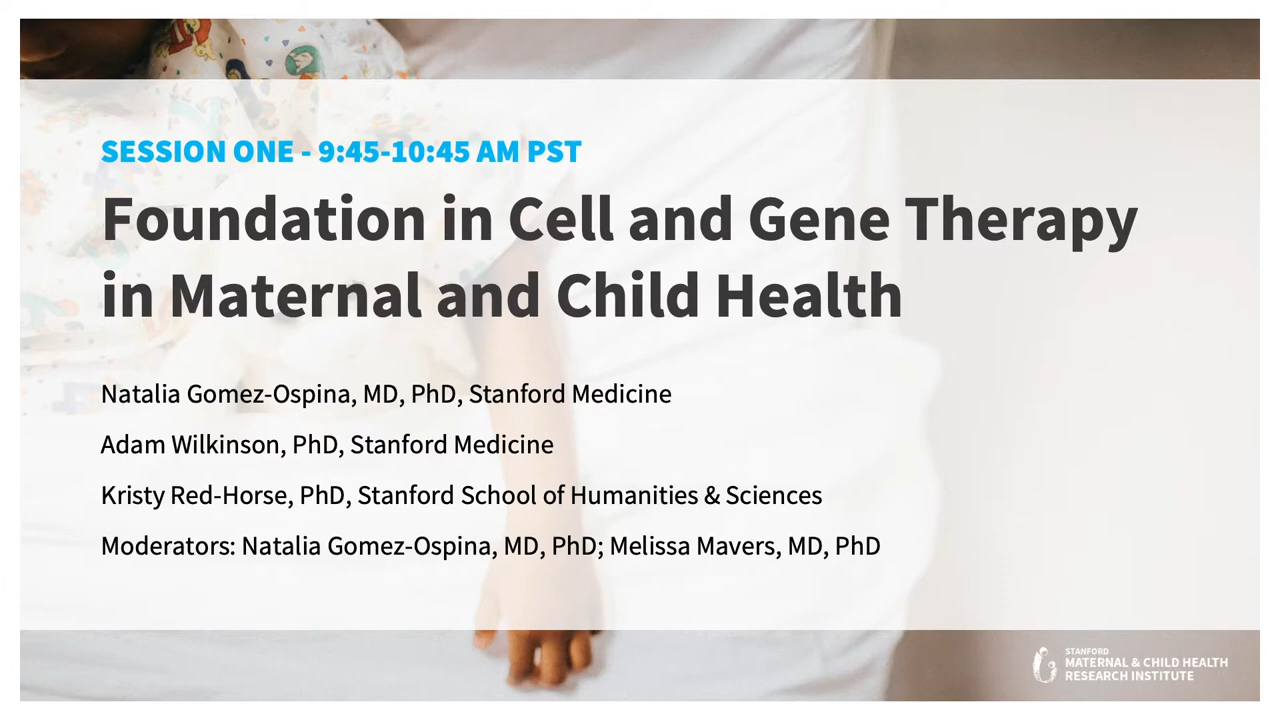 SESSION ONE - 9:45-10:45 AM PST
Foundation in Cell and Gene Therapy
in Maternal and Child Health
Natalia Gomez-Ospina, MD, PhD, Stanford Medicine
Adam Wilkinson, PhD, Stanford Medicine
Kristy Red-Horse, PhD, Stanford School of Humanities & Sciences
Moderators: Natalia Gomez-Ospina, MD, PhD; Melissa Mavers, MD, PhD
STANFORD
MATERNAL & CHILD HEALTH
RESEARCH INSTITUTE